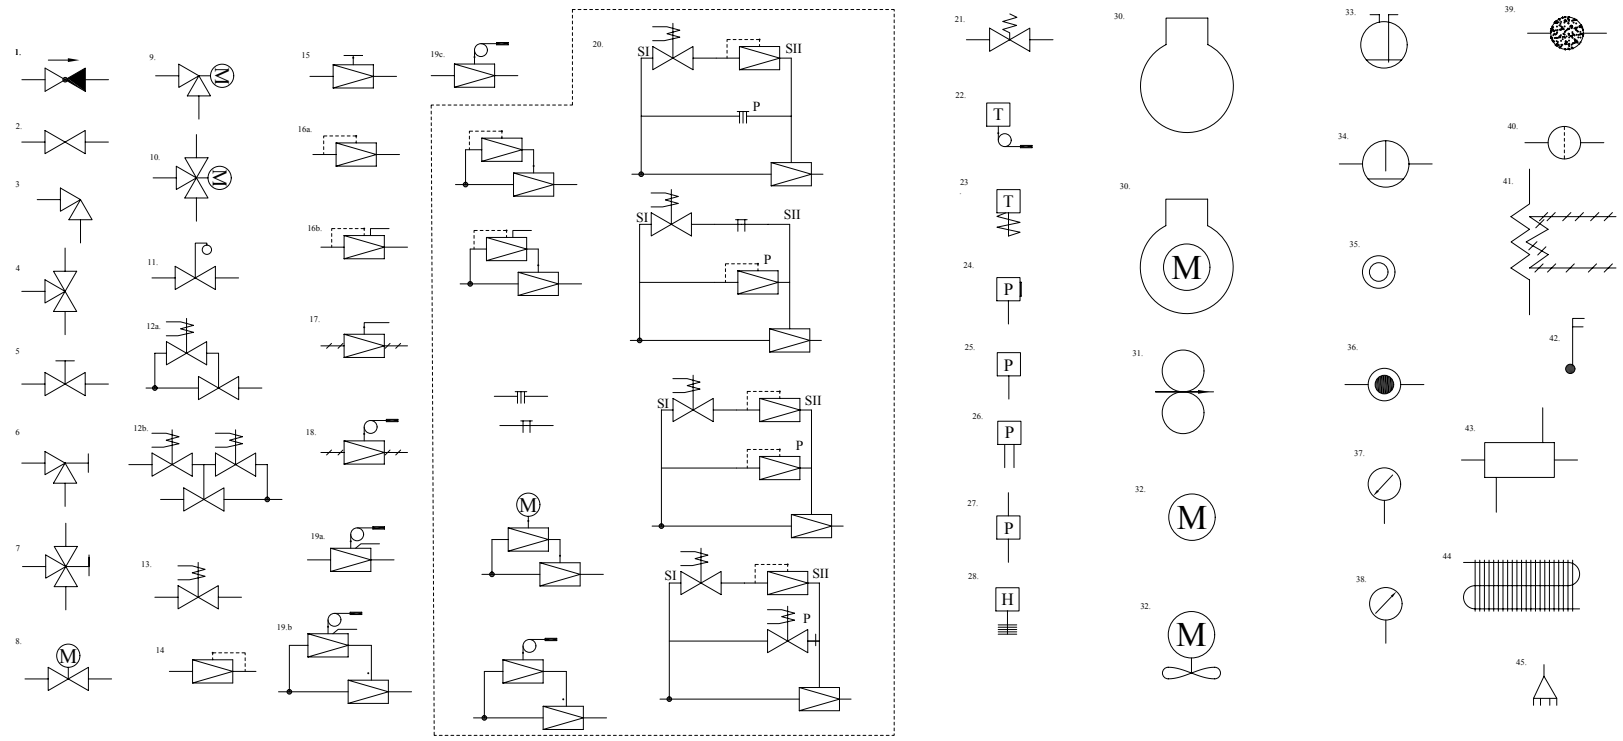 1.
2.
3
4
5
6
7
8.
M
9.
M
10.
M
11.
12a.
12b.
13.
14
15
16a.
16b.
17.
18.
19a.
19.b
19c.
20.
SI
SII
P
SI
SII
P
SI
SII
P
SI
SII
P
M
21.
22.
T
23
T
24.
P
25.
P
26.
P
27.
P
28.
H
30.
30.
M
31.
32.
M
32.
M
33.
34.
35.
36.
37.
38.
39.
40.
41.
42.
43.
44
45.